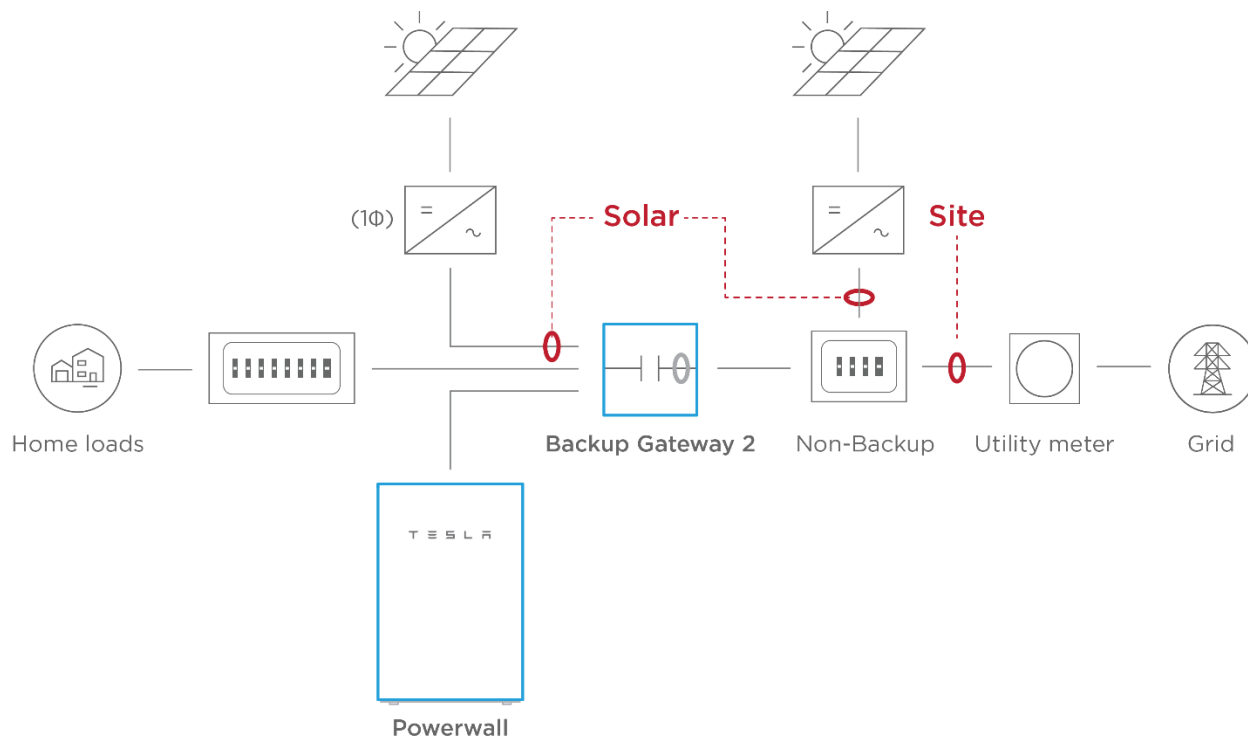 (1Φ)
Solar
Site
Home loads
Backup Gateway 2
Non-Backup
Utility meter
Grid
TESLA
Powerwall